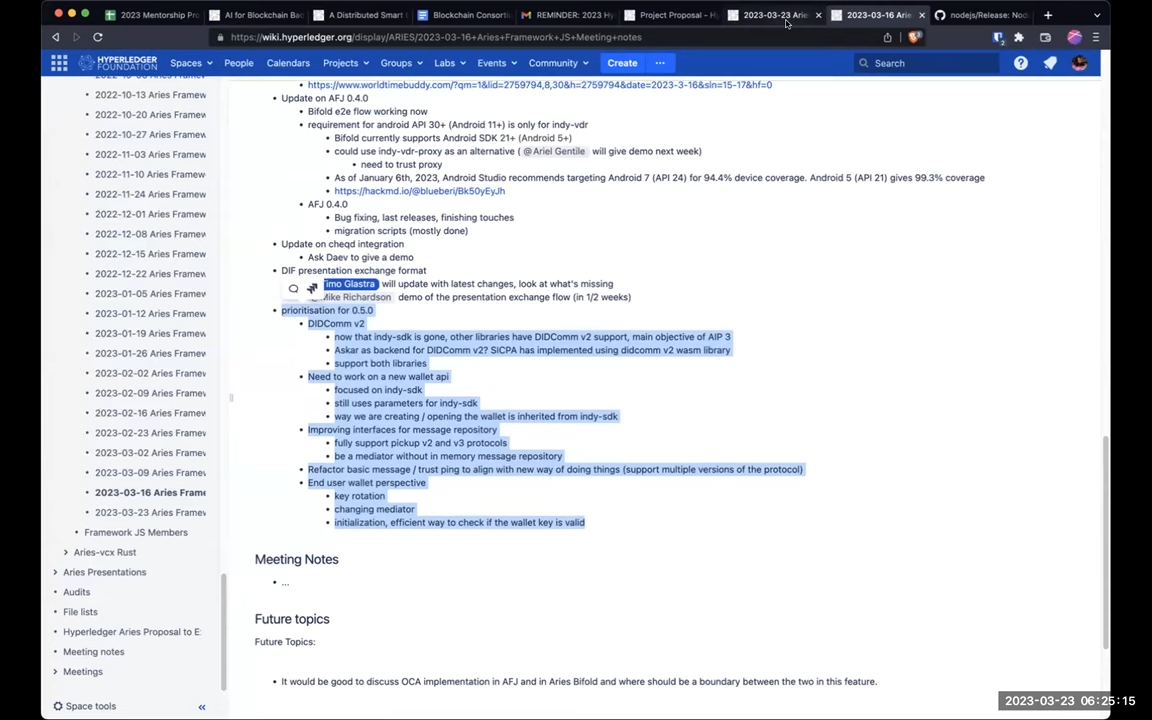 2023 Mentorship Pro
AI for Blockchain Bac
A Distributed Smart
Blockchain Consorti
REMINDER: 2023 Hy
Project Proposal – Hy
2023-03-23 Aries
2023-03-16 Aries
nodejs/Release: Nod
https://wiki.hyperledger.org/display/ARIES/2023-03-16+Aries+Framework+JS+Meeting+notes
HYPERLEDGER FOUNDATION
Spaces
People
Calendars
Projects
Groups
Labs
Events
Community
Create
Search
2022-10-13 Aries Framew
2022-10-20 Aries Framew
2022-10-27 Aries Framew
2022-11-03 Aries Framew
2022-11-10 Aries Framew
2022-11-24 Aries Framew
2022-12-01 Aries Framew
2022-12-08 Aries Framew
2022-12-15 Aries Framew
2022-12-22 Aries Framew
2023-01-05 Aries Framew
2023-01-12 Aries Framew
2023-01-19 Aries Framew
2023-01-26 Aries Framew
2023-02-02 Aries Framew
2023-02-09 Aries Framew
2023-02-16 Aries Framew
2023-02-23 Aries Framew
2023-03-02 Aries Framew
2023-03-09 Aries Framew
2023-03-16 Aries Frame
2023-03-23 Aries Framew
Framework JS Members
Aries-vcx Rust
Aries Presentations
Audits
File lists
Hyperledger Aries Proposal to E
Meeting notes
Meetings
Space tools
https://www.worldtimebuddy.com/?qm=1&lid=2759794,8,30&h=2759794&date=2023-3-16&sln=15-17&hf=0
Update on AFJ 0.4.0
Bifold e2e flow working now
requirement for android API 30+ (Android 11+) is only for indy-vdr
Bifold currently supports Android SDK 21+ (Android 5+)
could use indy-vdr-proxy as an alternative ( @Ariel Gentile will give demo next week)
need to trust proxy
As of January 6th, 2023, Android Studio recommends targeting Android 7 (API 24) for 94.4% device coverage. Android 5 (API 21) gives 99.3% coverage
https://hackmd.io/@blueberi/Bk50yEyJh
AFJ 0.4.0
Bug fixing, last releases, finishing touches
migration scripts (mostly done)
Update on cheqd integration
Ask Daev to give a demo
DIF presentation exchange format
Timo Glastra will update with latest changes, look at what's missing
@Mike Richardson demo of the presentation exchange flow (in 1/2 weeks)
prioritisation for 0.5.0
DIDComm v2
now that indy-sdk is gone, other libraries have DIDComm v2 support, main objective of AIP 3
Askar as backend for DIDComm v2? SICPA has implemented using didcomm v2 wasm library
support both libraries
Need to work on a new wallet api
focused on indy-sdk
still uses parameters for indy-sdk
way we are creating / opening the wallet is inherited from indy-sdk
Improving interfaces for message repository
fully support pickup v2 and v3 protocols
be a mediator without in memory message repository
Refactor basic message / trust ping to align with new way of doing things (support multiple versions of the protocol)
End user wallet perspective
key rotation
changing mediator
initialization, efficient way to check if the wallet key is valid
Meeting Notes
...
Future topics
Future Topics:
It would be good to discuss OCA implementation in AFJ and in Aries Bifold and where should be a boundary between the two in this feature.
2023-03-23 06:25:15